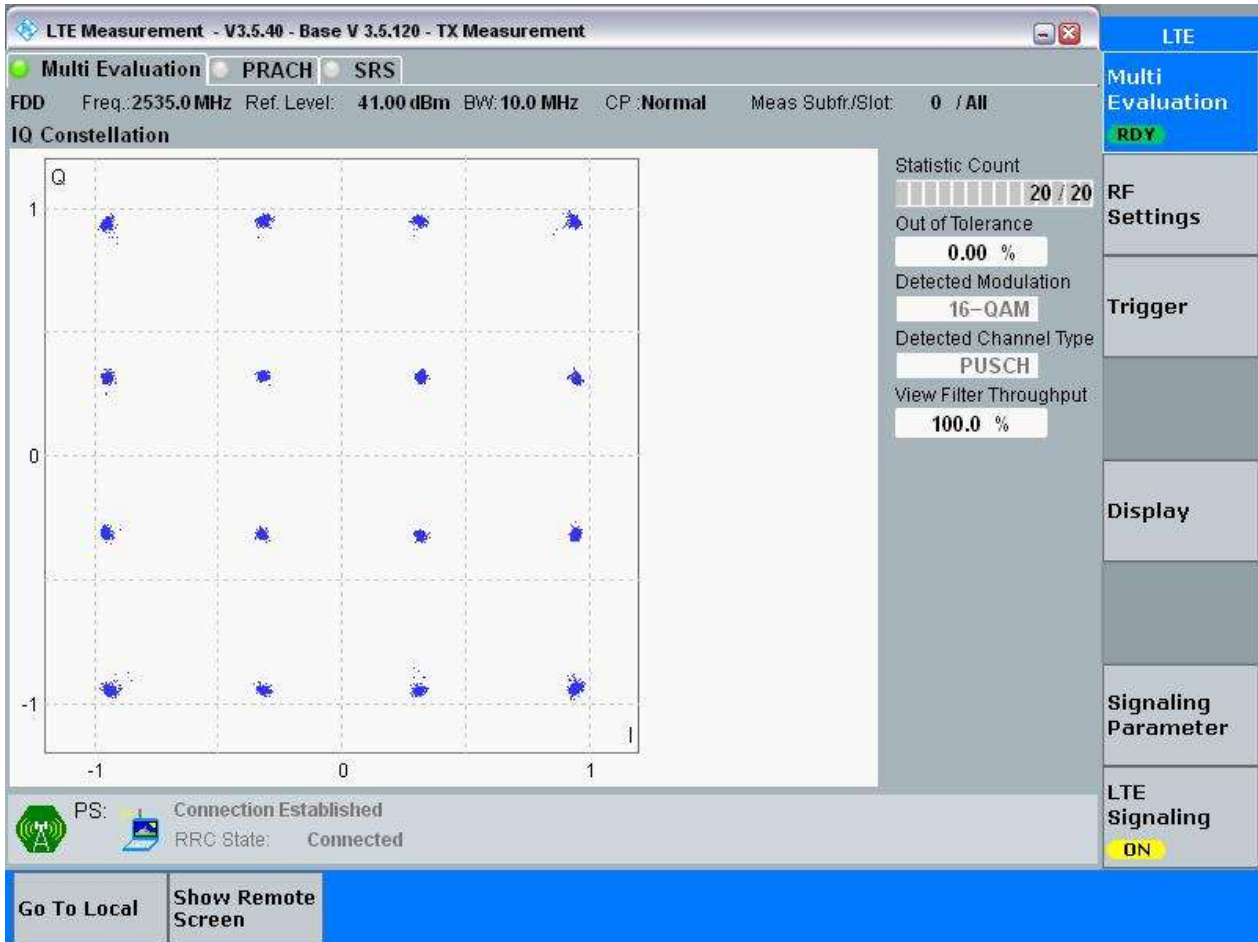 LTE Measurement - V3.5.40 - Base V 3.5.120 - TX Measurement
LTE
Multi Evaluation PRACH SRS
Multi
Evaluation
RDY
FDD Freq.:2535.0 MHz Ref. Level: 41.00 dBm BW:10.0 MHz CP :Normal Meas Subfr./Slot: 0 / All
IQ Constellation
Q
1
0
-1
I
-1 0 1
Statistic Count
20 / 20
Out of Tolerance
0.00 %
Detected Modulation
16-QAM
Detected Channel Type
PUSCH
View Filter Throughput
100.0 %
RF
Settings
Trigger
Display
Signaling
Parameter
LTE
Signaling
ON
PS: Connection Established
RRC State: Connected
Go To Local
Show Remote
Screen